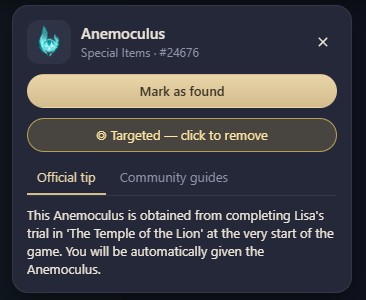 Anemoculus
Special Items · #24676
×
Mark as found
◎ Targeted — click to remove
Official tip
Community guides
This Anemoculus is obtained from completing Lisa's
trial in 'The Temple of the Lion' at the very start of the
game. You will be automatically given the
Anemoculus.